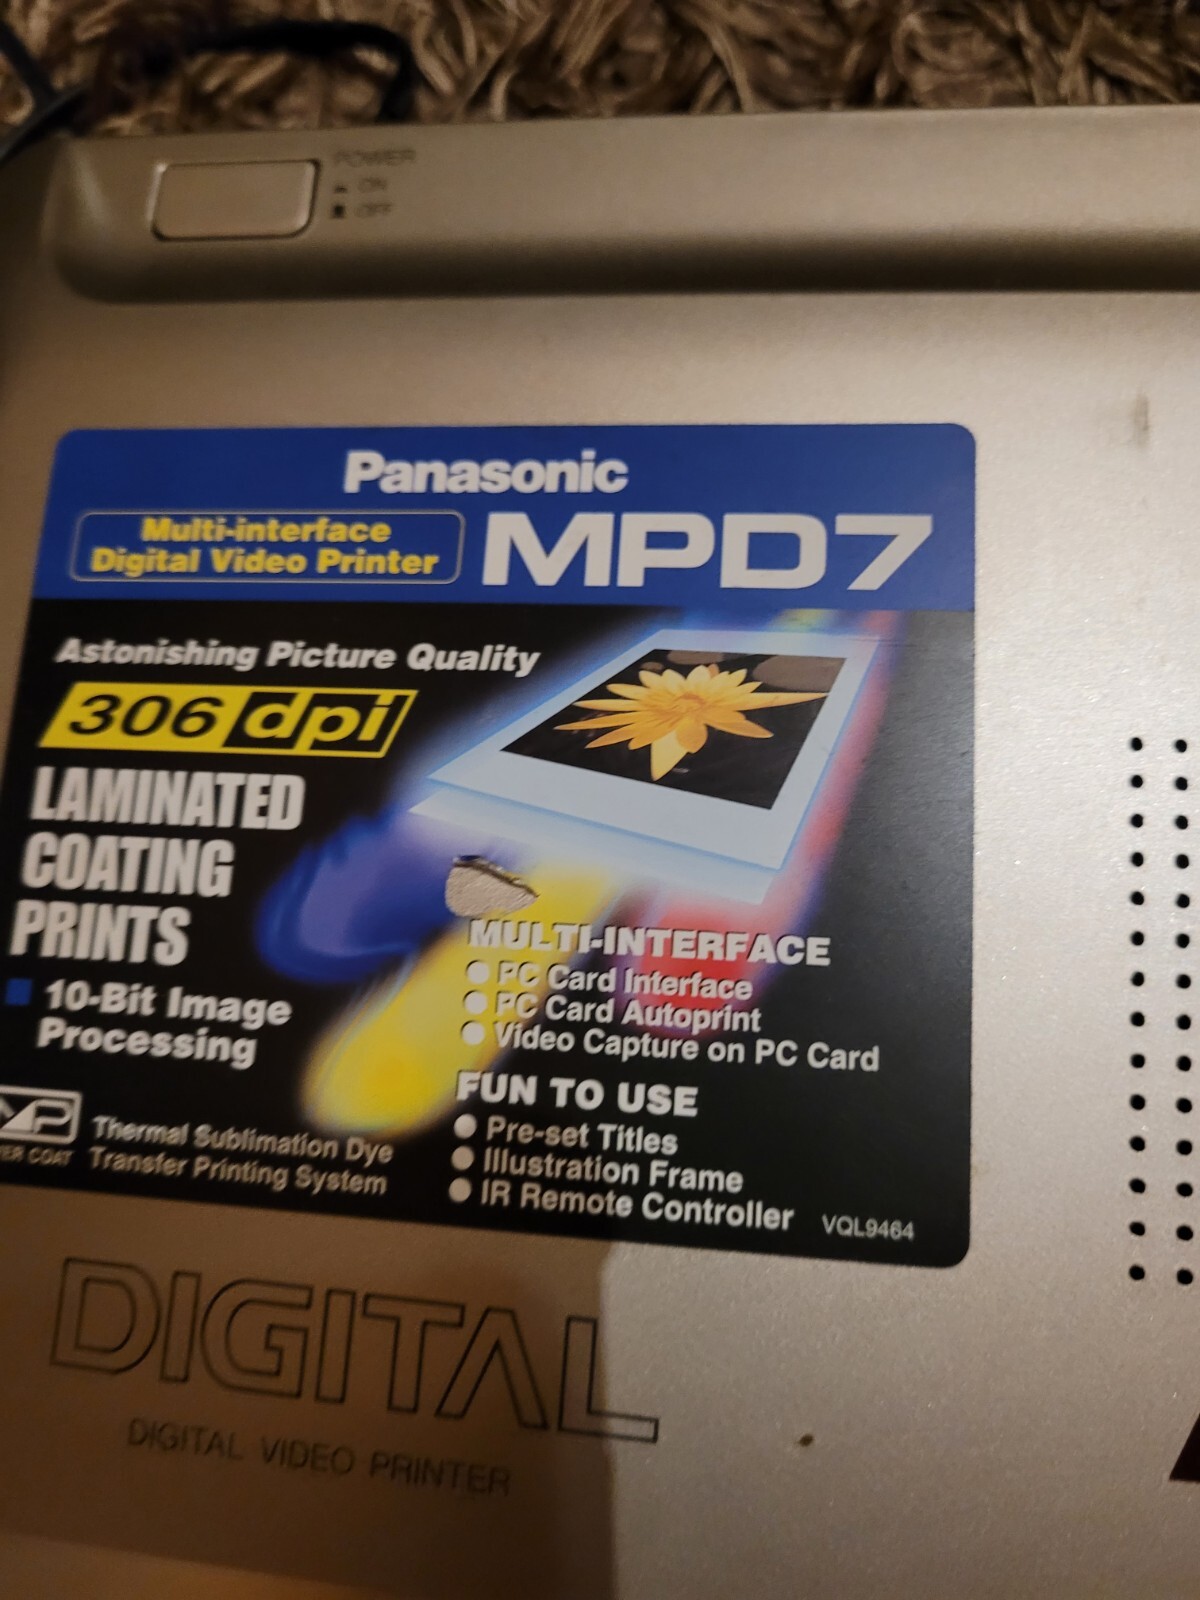 POWER
ON
OFF
Panasonic
Multi-interface
Digital Video Printer
MPD7
Astonishing Picture Quality
306 dpi
LAMINATED
COATING
PRINTS
10-Bit Image
Processing
Thermal Sublimation Dye
Transfer Printing System
MULTI-INTERFACE
PC Card Interface
PC Card Autoprint
Video Capture on PC Card
FUN TO USE
Pre-set Titles
Illustration Frame
IR Remote Controller
VQL9464
DIGITAL
DIGITAL VIDEO PRINTER